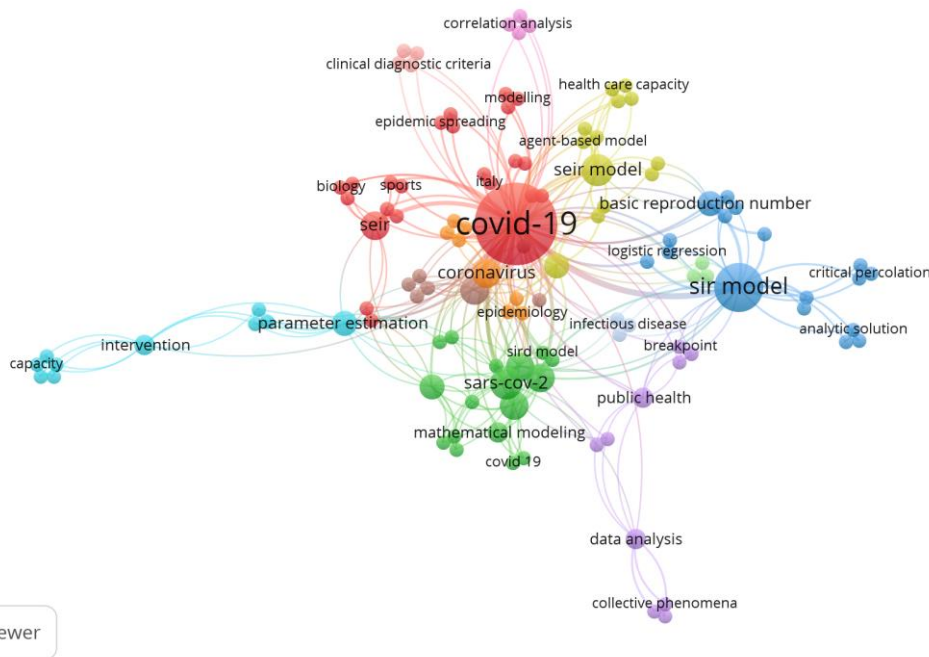 correlation analysis
clinical diagnostic criteria
health care capacity
modelling
epidemic spreading
agent-based model
seir model
italy
biology
sports
basic reproduction number
seir
covid-19
logistic regression
coronavirus
critical percolation
sir model
epidemiology
parameter estimation
infectious disease
analytic solution
intervention
breakpoint
sird model
capacity
sars-cov-2
public health
mathematical modeling
covid 19
data analysis
collective phenomena
ewer